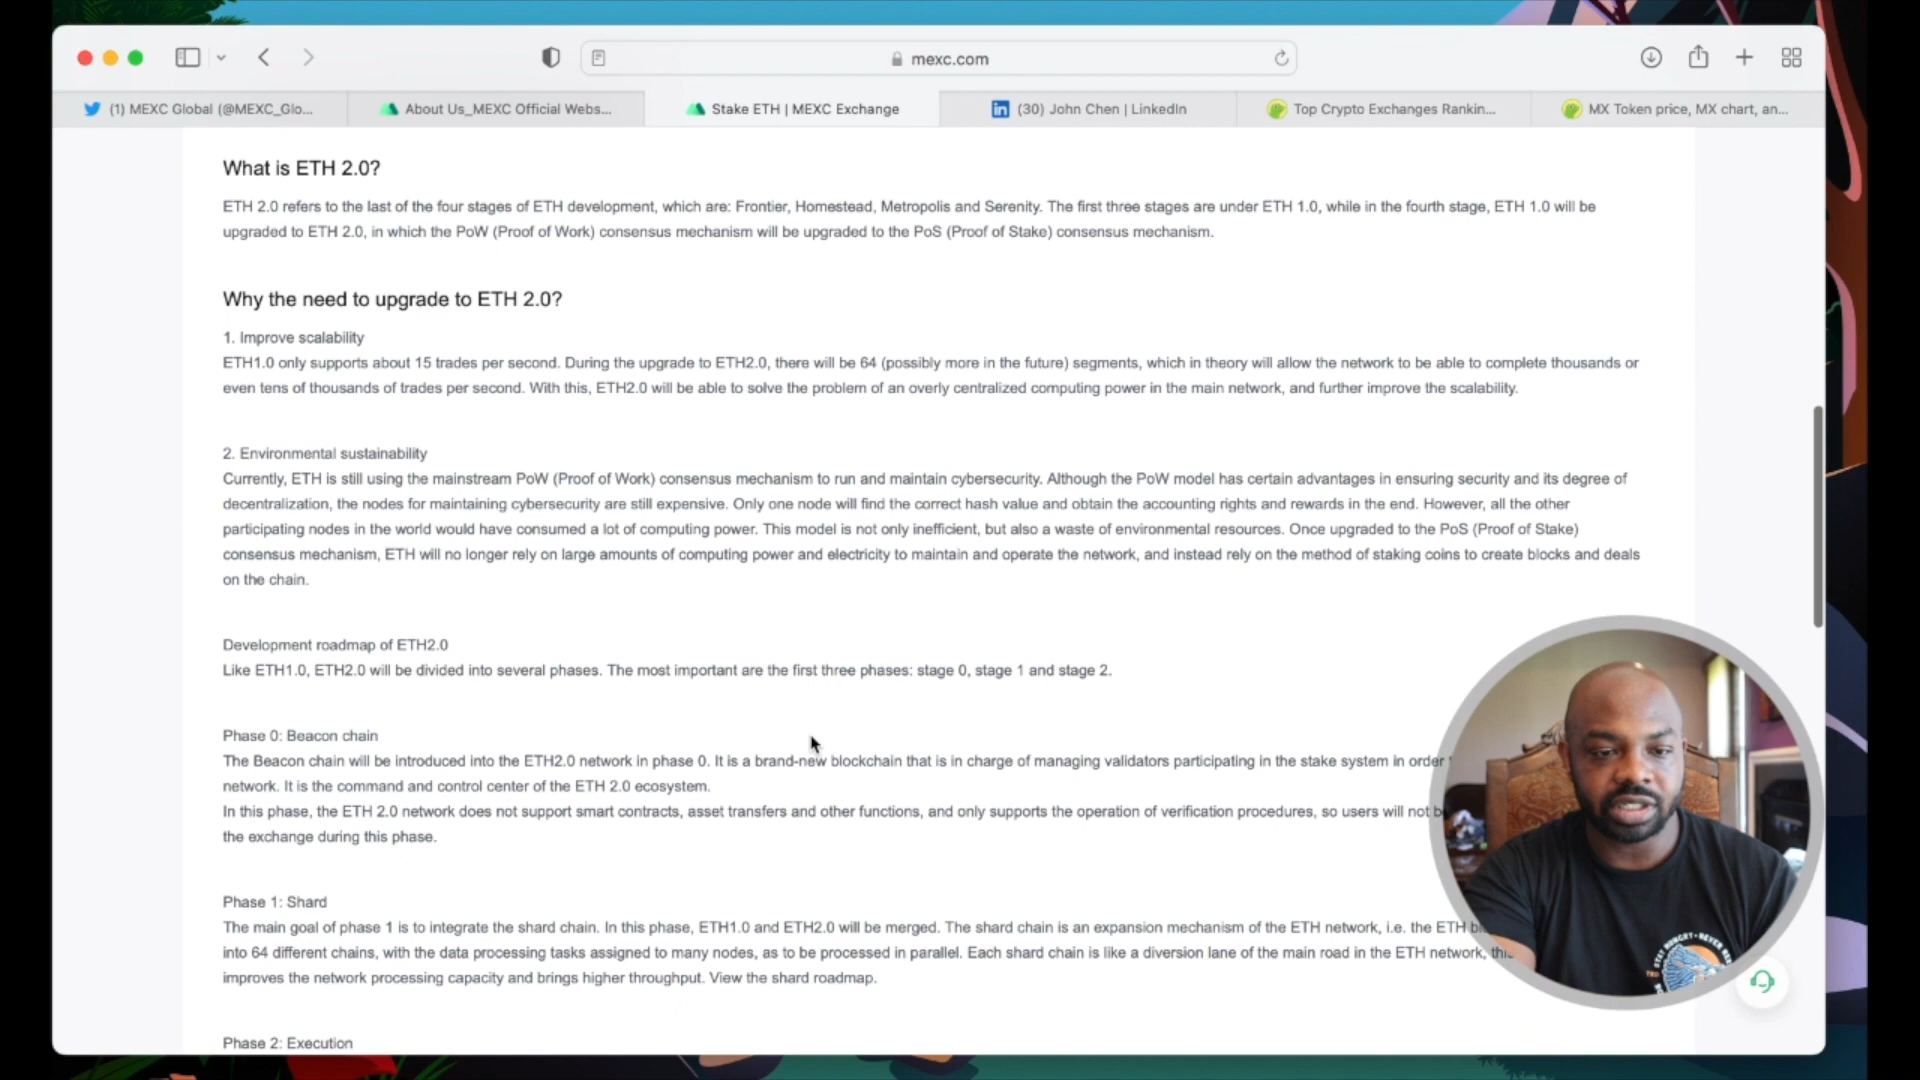 mexc.com
(1) MEXC Global (@MEXC_Glo...
About Us_MEXC Official Webs...
Stake ETH | MEXC Exchange
(30) John Chen | LinkedIn
Top Crypto Exchanges Rankin...
MX Token price, MX chart, an...
What is ETH 2.0?
ETH 2.0 refers to the last of the four stages of ETH development, which are: Frontier, Homestead, Metropolis and Serenity. The first three stages are under ETH 1.0, while in the fourth stage, ETH 1.0 will be
upgraded to ETH 2.0, in which the PoW (Proof of Work) consensus mechanism will be upgraded to the PoS (Proof of Stake) consensus mechanism.
Why the need to upgrade to ETH 2.0?
1. Improve scalability
ETH1.0 only supports about 15 trades per second. During the upgrade to ETH2.0, there will be 64 (possibly more in the future) segments, which in theory will allow the network to be able to complete thousands or
even tens of thousands of trades per second. With this, ETH2.0 will be able to solve the problem of an overly centralized computing power in the main network, and further improve the scalability.
2. Environmental sustainability
Currently, ETH is still using the mainstream PoW (Proof of Work) consensus mechanism to run and maintain cybersecurity. Although the PoW model has certain advantages in ensuring security and its degree of
decentralization, the nodes for maintaining cybersecurity are still expensive. Only one node will find the correct hash value and obtain the accounting rights and rewards in the end. However, all the other
participating nodes in the world would have consumed a lot of computing power. This model is not only inefficient, but also a waste of environmental resources. Once upgraded to the PoS (Proof of Stake)
consensus mechanism, ETH will no longer rely on large amounts of computing power and electricity to maintain and operate the network, and instead rely on the method of staking coins to create blocks and deals
on the chain.
Development roadmap of ETH2.0
Like ETH1.0, ETH2.0 will be divided into several phases. The most important are the first three phases: stage 0, stage 1 and stage 2.
Phase 0: Beacon chain
The Beacon chain will be introduced into the ETH2.0 network in phase 0. It is a brand-new blockchain that is in charge of managing validators participating in the stake system in order
network. It is the command and control center of the ETH 2.0 ecosystem.
In this phase, the ETH 2.0 network does not support smart contracts, asset transfers and other functions, and only supports the operation of verification procedures, so users will not
the exchange during this phase.
Phase 1: Shard
The main goal of phase 1 is to integrate the shard chain. In this phase, ETH1.0 and ETH2.0 will be merged. The shard chain is an expansion mechanism of the ETH network, i.e. the ETH
into 64 different chains, with the data processing tasks assigned to many nodes, as to be processed in parallel. Each shard chain is like a diversion lane of the main road in the ETH network,
improves the network processing capacity and brings higher throughput. View the shard roadmap.
Phase 2: Execution
STAY HUNGRY